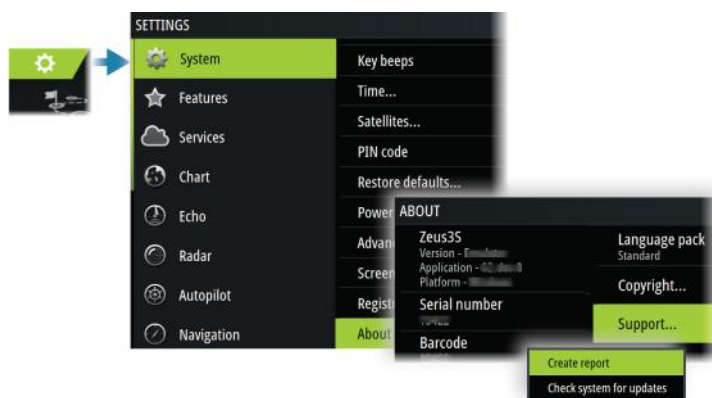 SETTINGS
System
Features
Services
Chart
Echo
Radar
Autopilot
Navigation
Key beeps
Time...
Satellites...
PIN code
Restore defaults...
Power
Advan
Screen
Regist
About
ABOUT
Zeus3S
Version -
Application -
Platform -
Serial number
Barcode
Language pack
Standard
Copyright...
Support...
Create report
Check system for updates